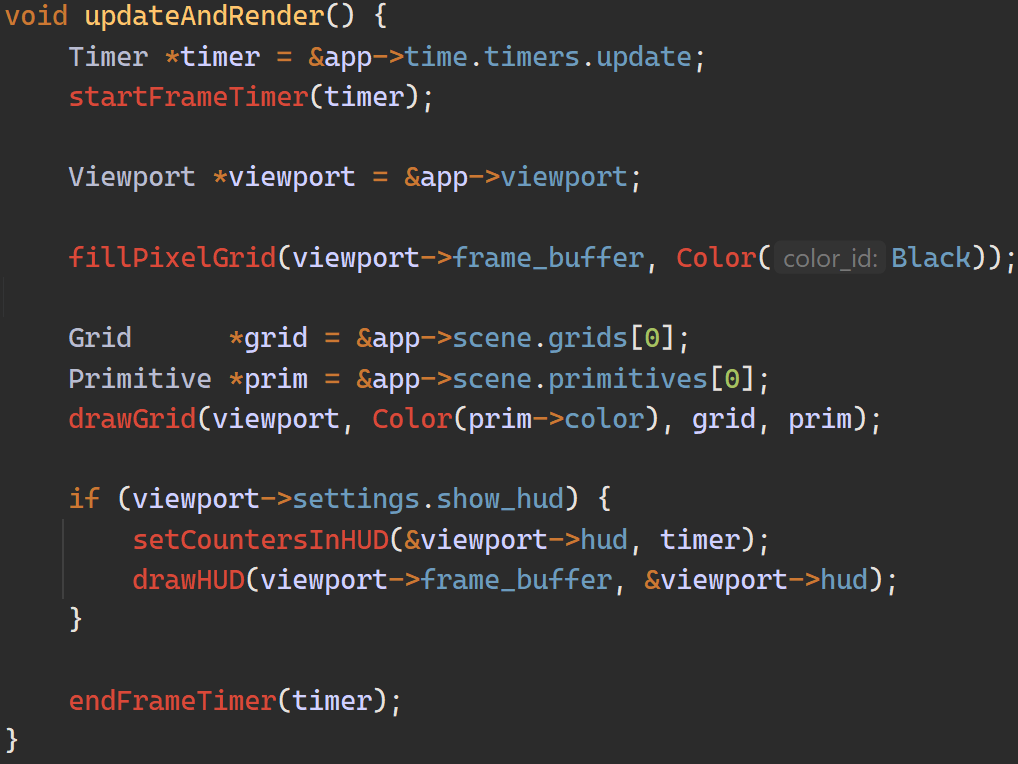 void updateAndRender() {
    Timer *timer = &app->time.timers.update;
    startFrameTimer(timer);

    Viewport *viewport = &app->viewport;

    fillPixelGrid(viewport->frame_buffer, Color( color_id: Black));

    Grid      *grid = &app->scene.grids[0];
    Primitive *prim = &app->scene.primitives[0];
    drawGrid(viewport, Color(prim->color), grid, prim);

    if (viewport->settings.show_hud) {
        setCountersInHUD(&viewport->hud, timer);
        drawHUD(viewport->frame_buffer, &viewport->hud);
    }

    endFrameTimer(timer);
}